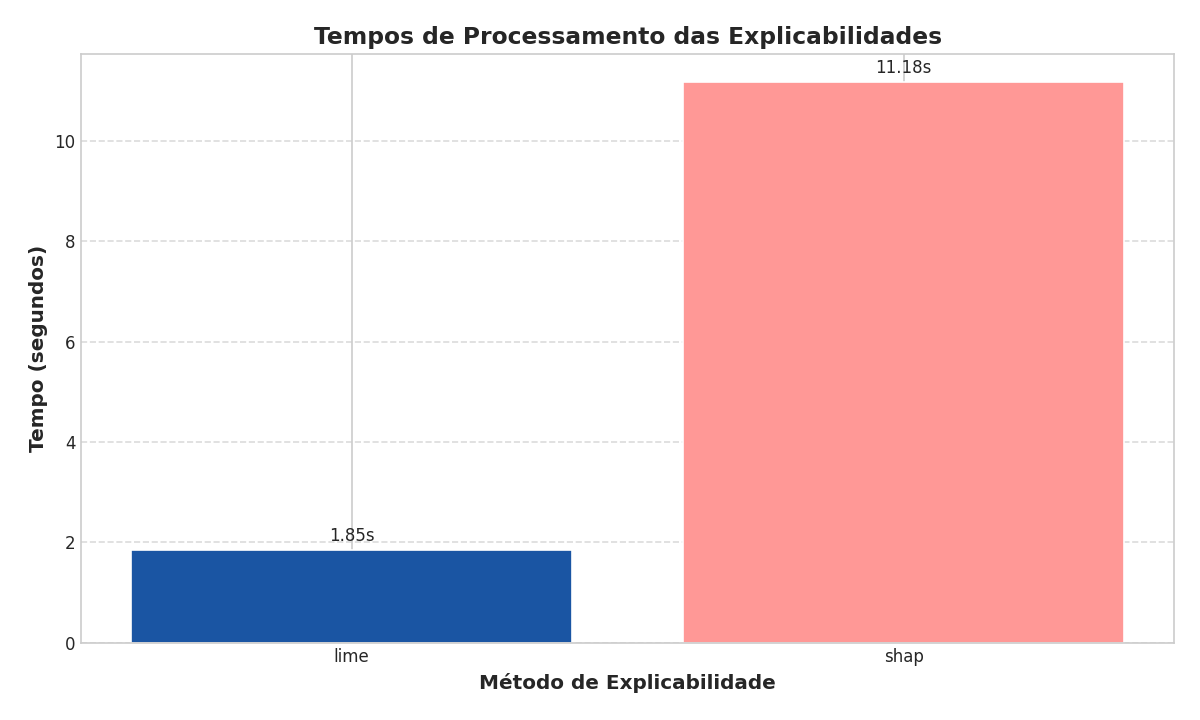 Tempos de Processamento das Explicabilidades
11.18s
10
8
6
4
2
0
1.85s
Tempo (segundos)
lime
shap
Método de Explicabilidade